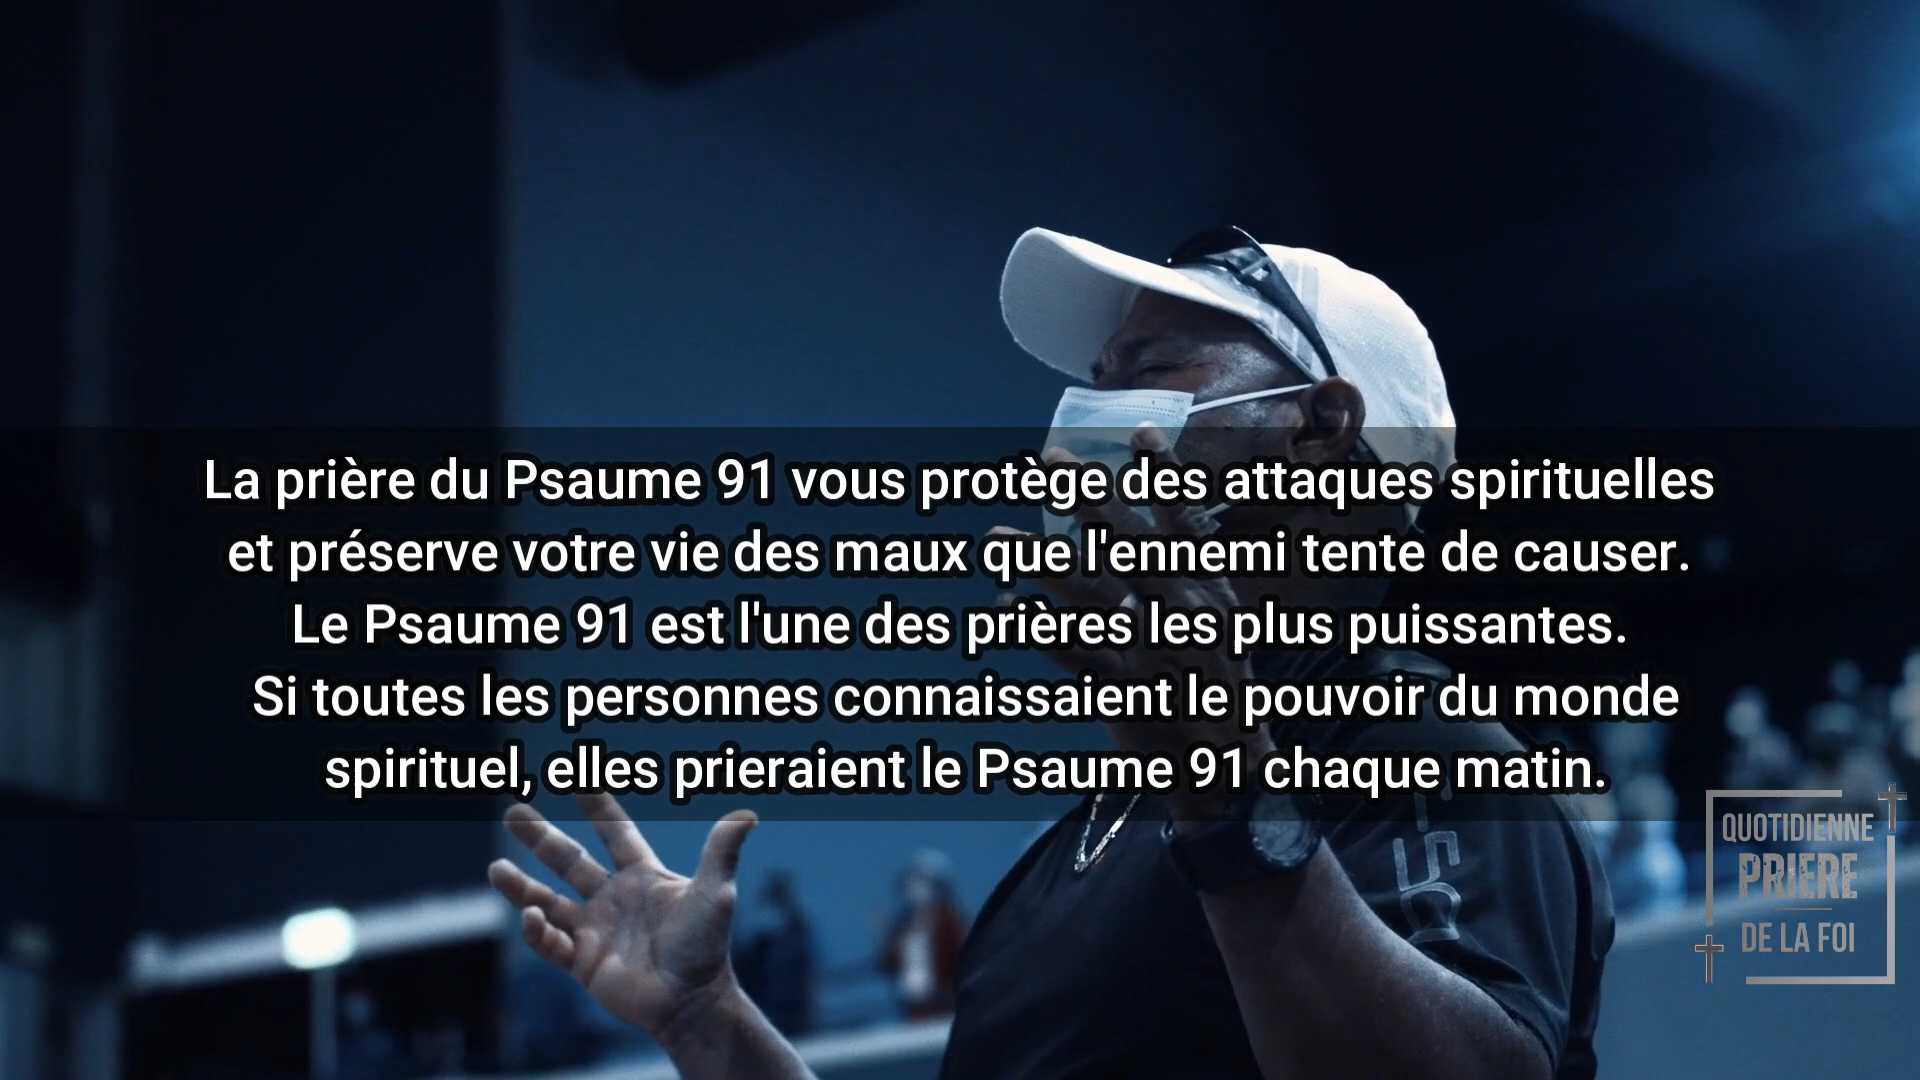 La prière du Psaume 91 vous protège des attaques spirituelles
et préserve votre vie des maux que l'ennemi tente de causer.
Le Psaume 91 est l'une des prières les plus puissantes.
Si toutes les personnes connaissaient le pouvoir du monde
spirituel, elles prieraient le Psaume 91 chaque matin.
QUOTIDIENNE
PRIERE
DE LA FOI